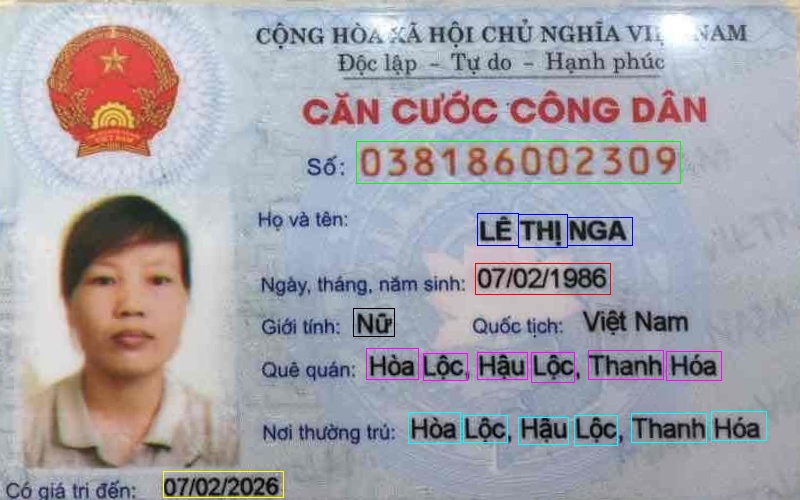 CỘNG HÒA XÃ HỘI CHỦ NGHĨA VIỆT NAM
Độc lập - Tự do - Hạnh phúc
CĂN CƯỚC CÔNG DÂN
Số: 038186002309
Họ và tên: LÊ THỊ NGA
Ngày, tháng, năm sinh: 07/02/1986
Giới tính: Nữ Quốc tịch: Việt Nam
Quê quán: Hòa Lộc, Hậu Lộc, Thanh Hóa
Nơi thường trú: Hòa Lộc, Hậu Lộc, Thanh Hóa
Có giá trị đến: 07/02/2026